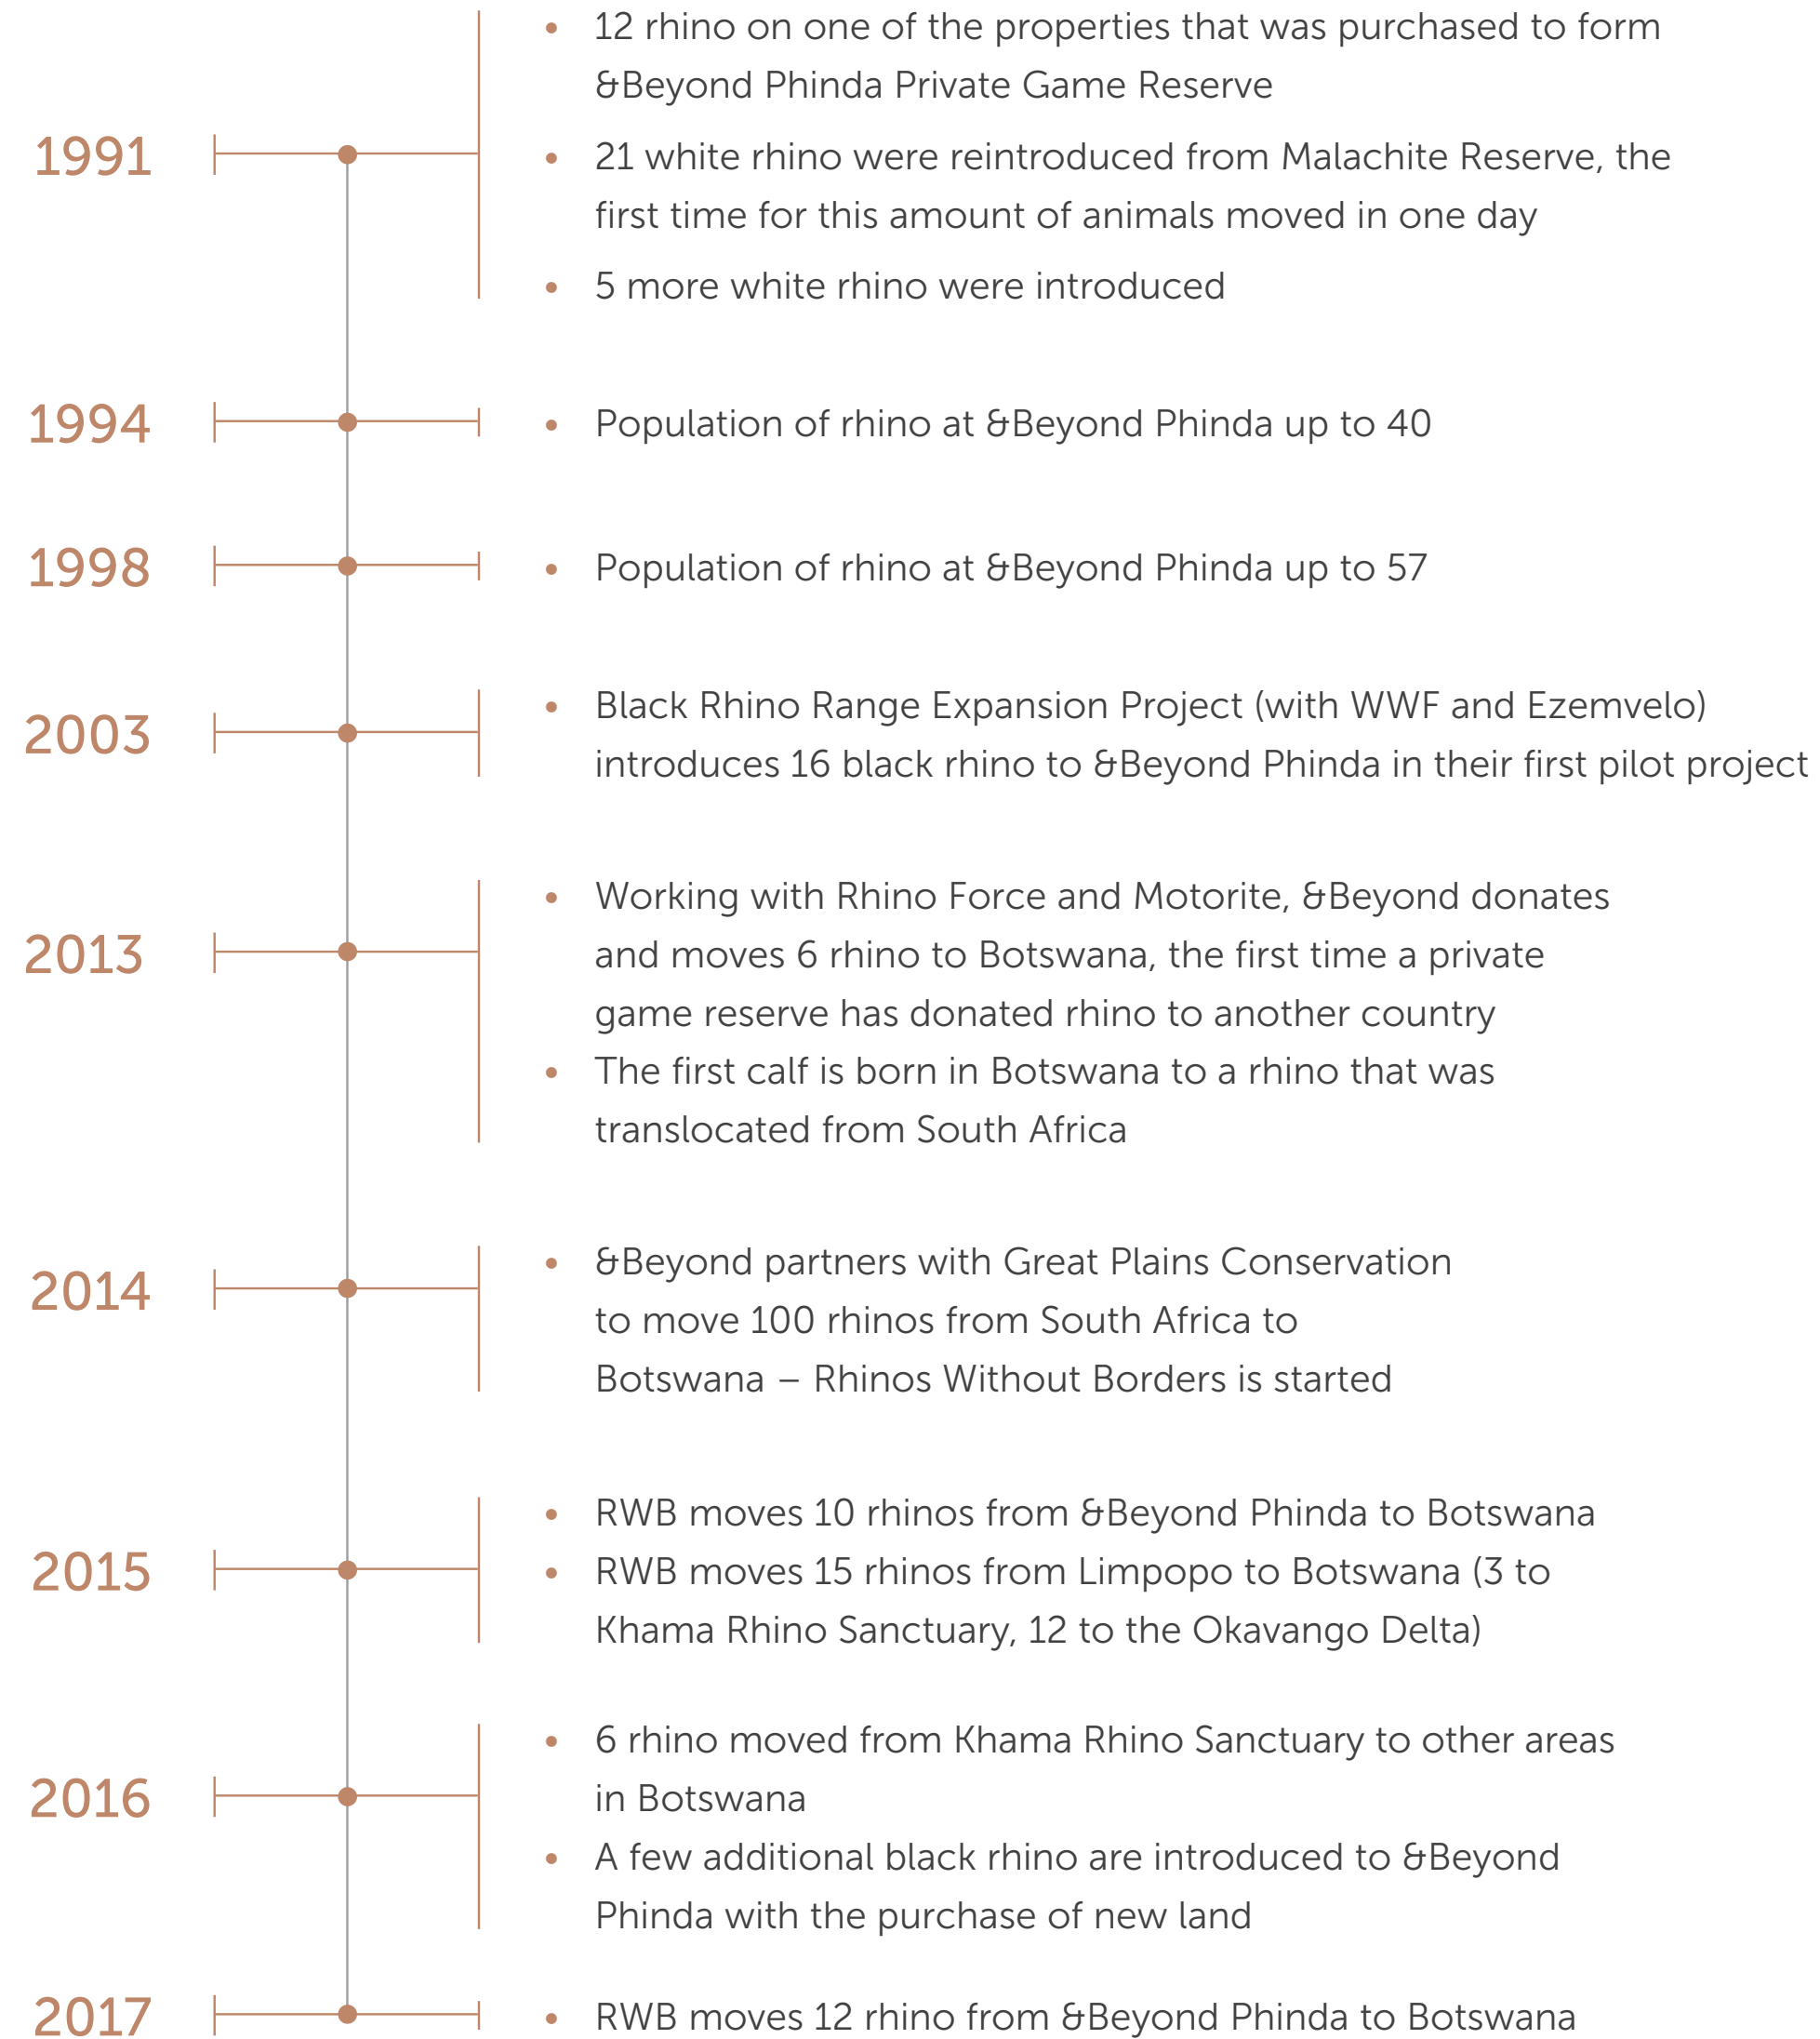 12 rhino on one of the properties that was purchased to form
&Beyond Phinda Private Game Reserve
1991
21 white rhino were reintroduced from Malachite Reserve, the
first time for this amount of animals moved in one day
5 more white rhino were introduced
1994
Population of rhino at &Beyond Phinda up to 40
1998
Population of rhino at &Beyond Phinda up to 57
2003
Black Rhino Range Expansion Project (with WWF and Ezemvelo)
introduces 16 black rhino to &Beyond Phinda in their first pilot project
2013
Working with Rhino Force and Motorite, &Beyond donates
and moves 6 rhino to Botswana, the first time a private
game reserve has donated rhino to another country
The first calf is born in Botswana to a rhino that was
translocated from South Africa
2014
&Beyond partners with Great Plains Conservation
to move 100 rhinos from South Africa to
Botswana – Rhinos Without Borders is started
2015
RWB moves 10 rhinos from &Beyond Phinda to Botswana
RWB moves 15 rhinos from Limpopo to Botswana (3 to
Khama Rhino Sanctuary, 12 to the Okavango Delta)
2016
6 rhino moved from Khama Rhino Sanctuary to other areas
in Botswana
A few additional black rhino are introduced to &Beyond
Phinda with the purchase of new land
2017
RWB moves 12 rhino from &Beyond Phinda to Botswana